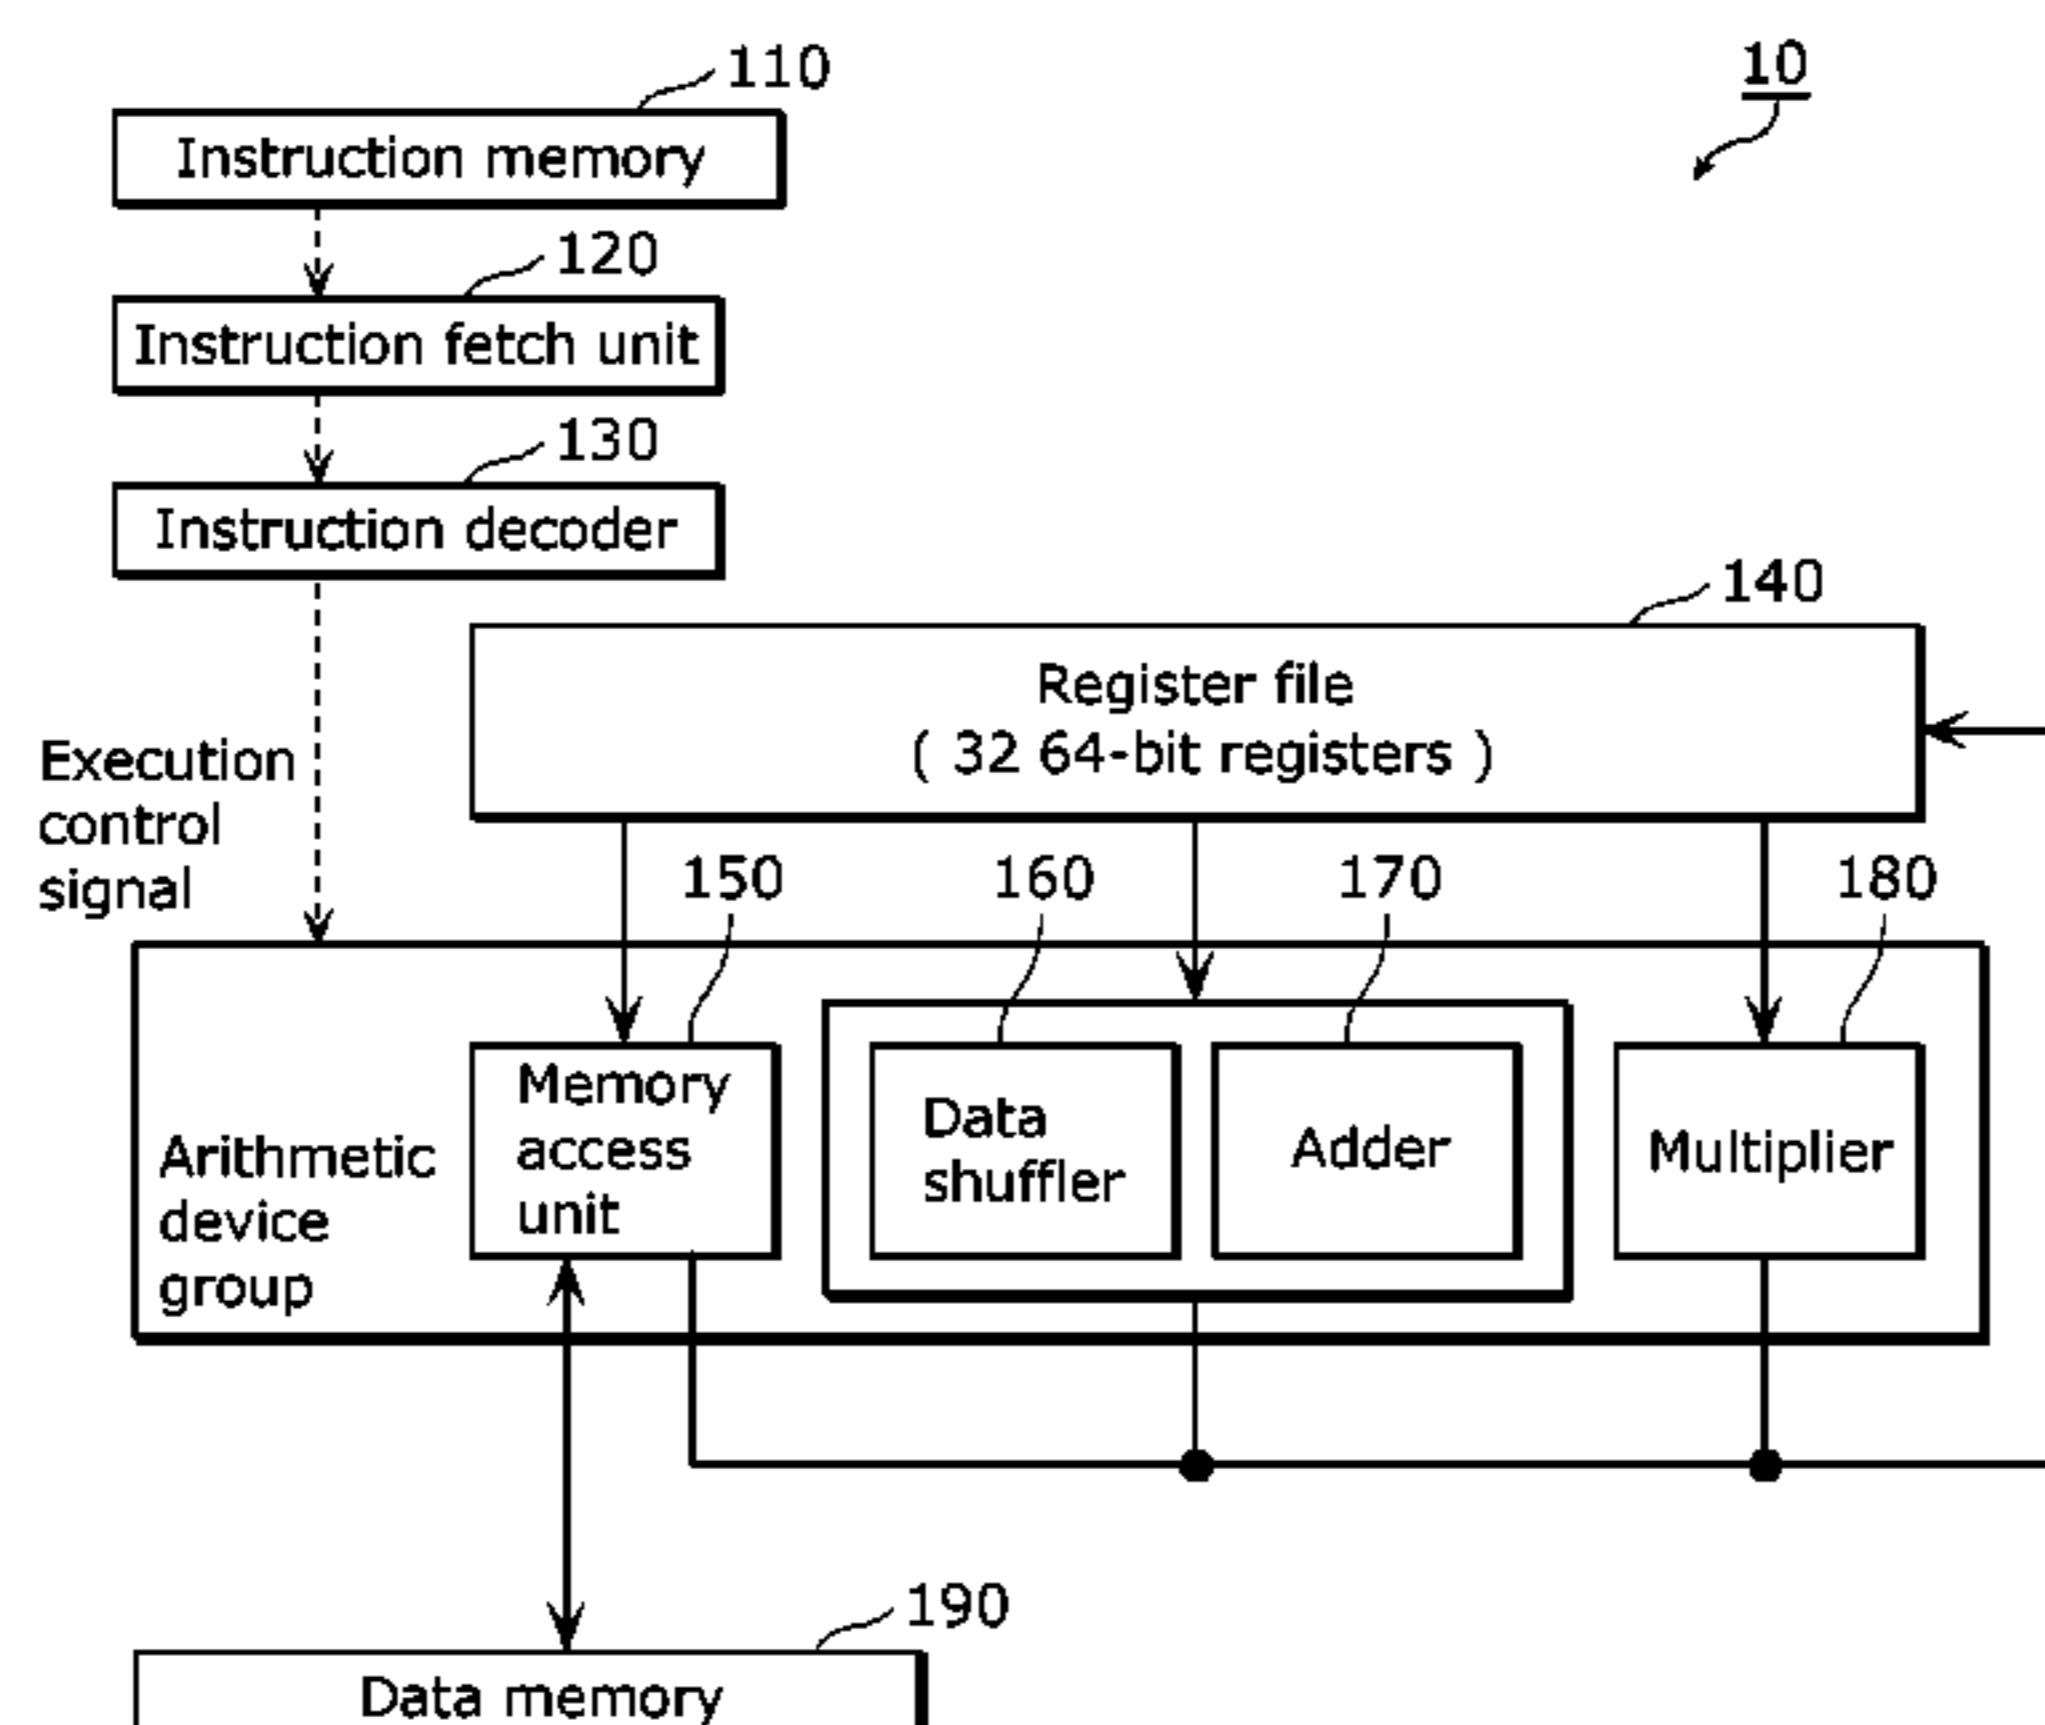 110
10
Instruction memory
120
Instruction fetch unit
130
Instruction decoder
140
Register file
( 32 64-bit registers )
Execution
control
signal
150
160
170
180
Memory
access
unit
Data
shuffler
Adder
Multiplier
Arithmetic
device
group
190
Data memory